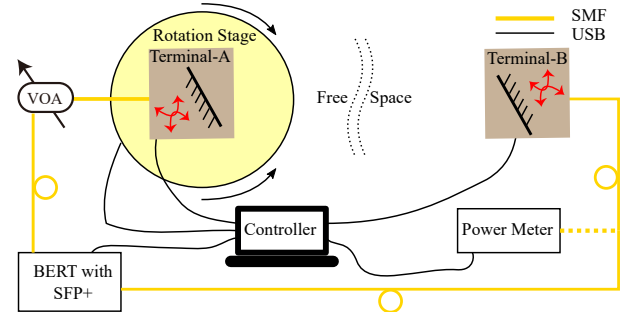 SMF
USB
Rotation Stage
Terminal-A
Terminal-B
VOA
Free Space
Controller
Power Meter
BERT with
SFP+